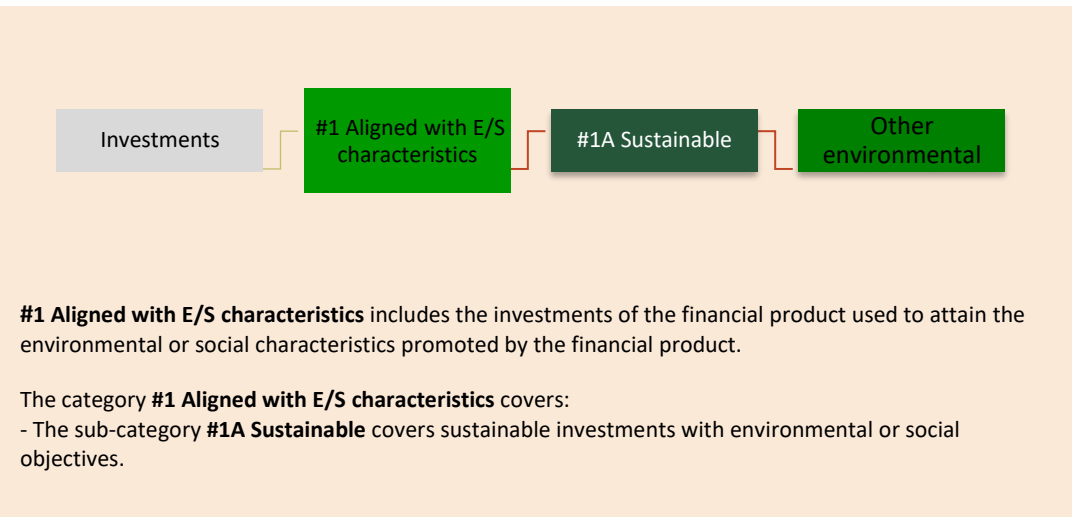 Investments
#1 Aligned with E/S
characteristics
#1A Sustainable
Other
environmental
#1 Aligned with E/S characteristics includes the investments of the financial product used to attain the
environmental or social characteristics promoted by the financial product.
The category #1 Aligned with E/S characteristics covers:
- The sub-category #1A Sustainable covers sustainable investments with environmental or social
objectives.